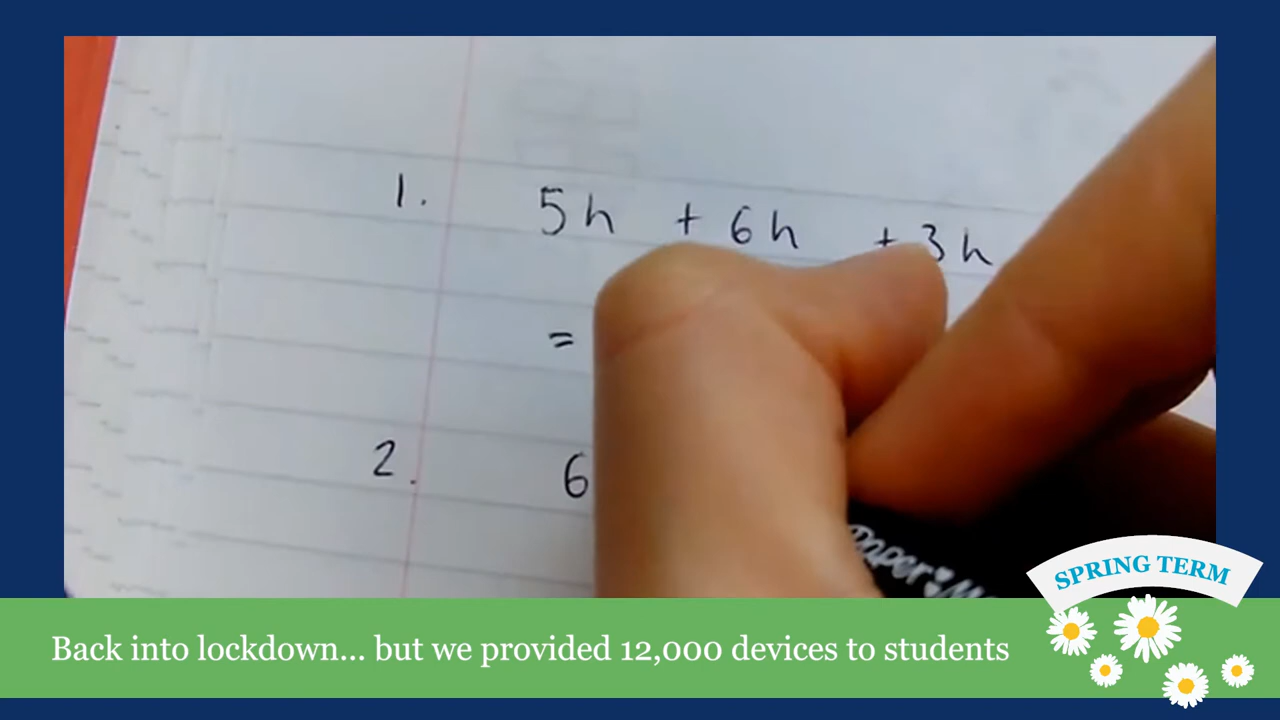 1. 5h + 6h + 3h
=
2. 6
Paper
SPRING TERM
Back into lockdown... but we provided 12,000 devices to students